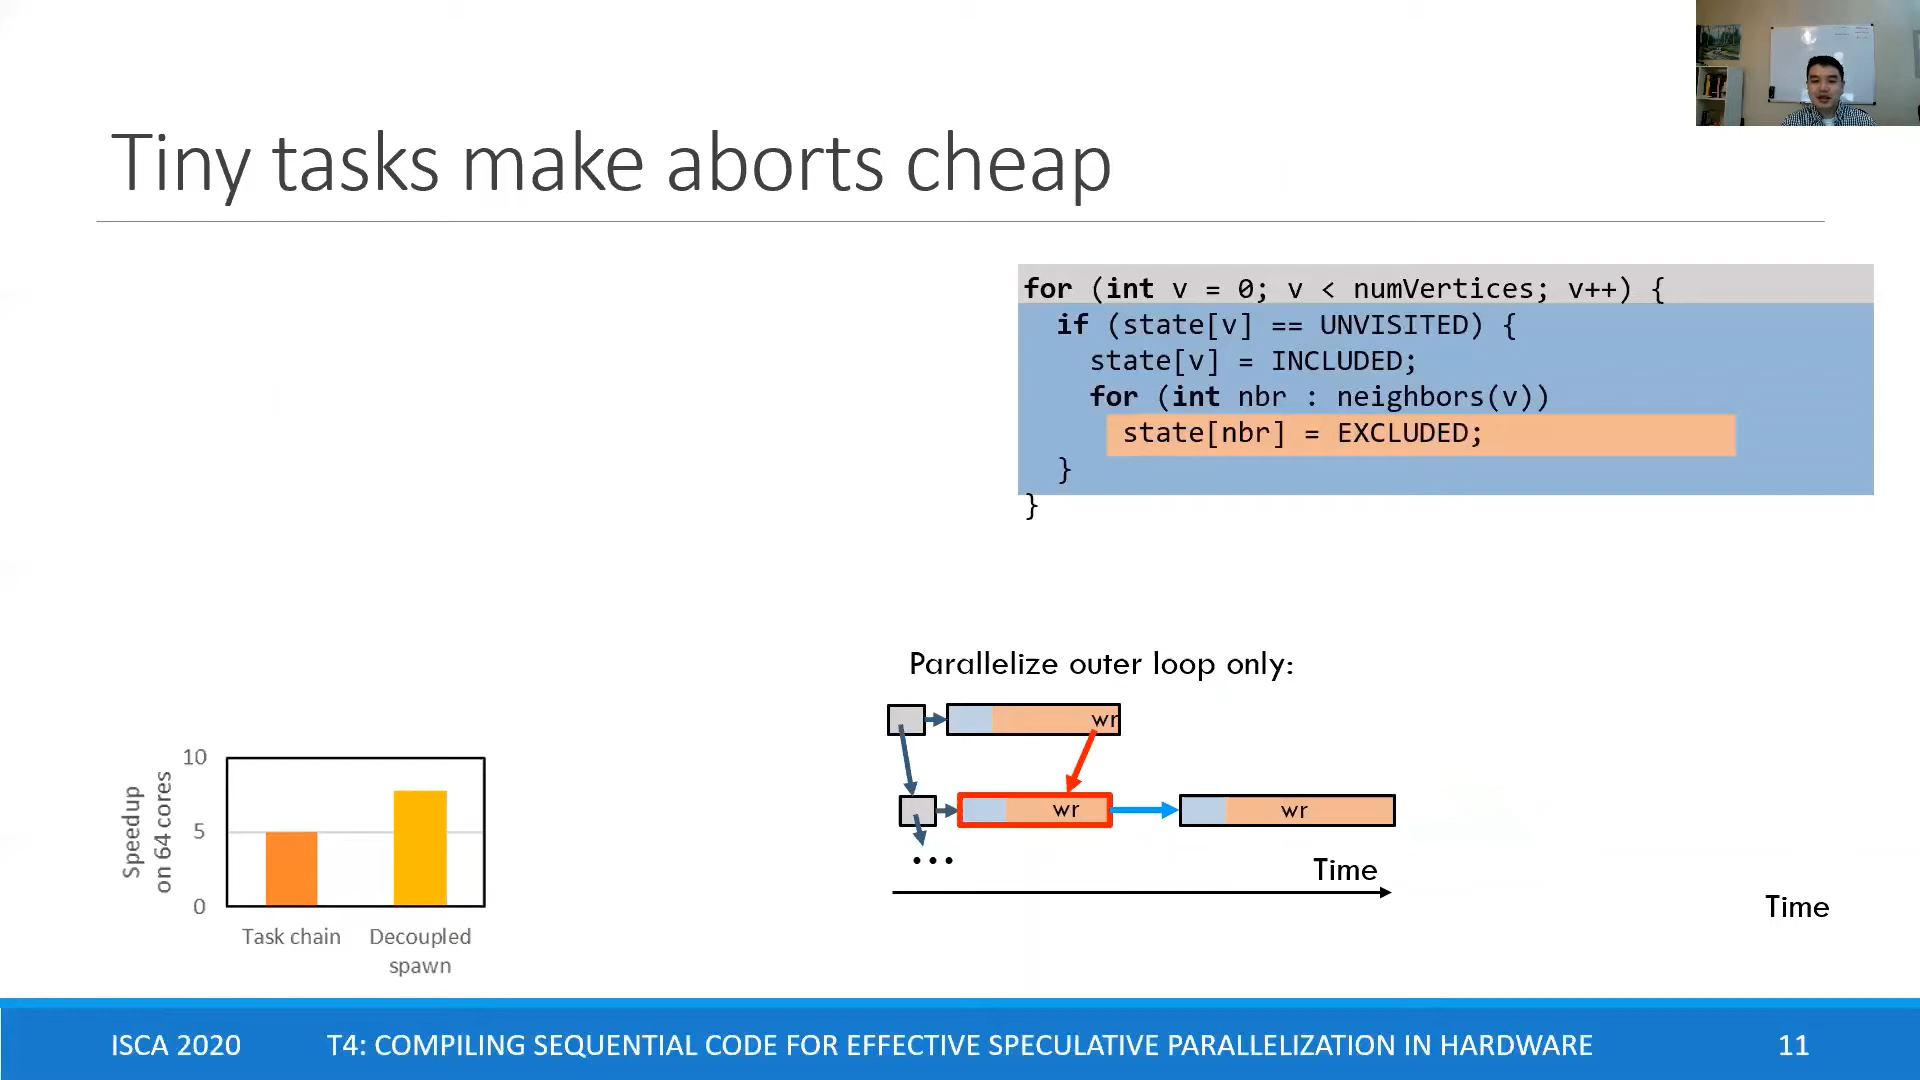 Tiny tasks make aborts cheap
for (int v = 0; v < numVertices; v++) {
if (state[v] == UNVISITED) {
state[v] = INCLUDED;
for (int nbr : neighbors(v))
state[nbr] = EXCLUDED;
}
}
Parallelize outer loop only:
wr
wr
wr
...
Time
Time
Speedup
on 64 cores
10
5
0
Task chain
Decoupled
spawn
ISCA 2020
T4: COMPILING SEQUENTIAL CODE FOR EFFECTIVE SPECULATIVE PARALLELIZATION IN HARDWARE
11